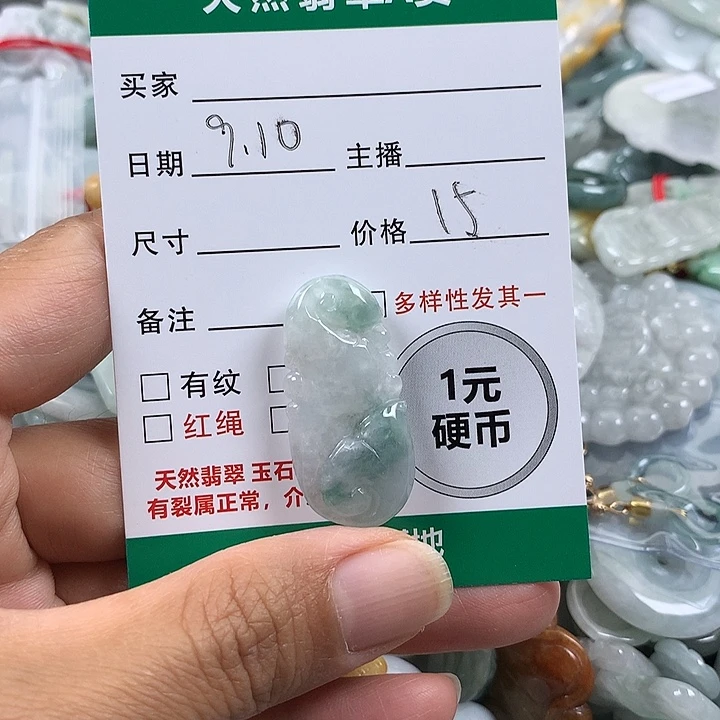 天然翡翠A货
买家
日期 9.10 主播
尺寸 价格 15
备注 多样性发其一
有纹
红绳
1元
硬币
天然翡翠 玉石
有裂属正常,介
地